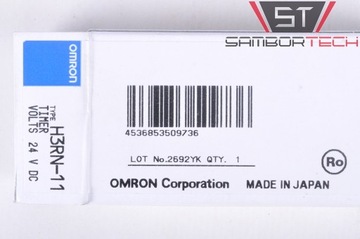 ST
SAMBORTECH
OMRON
TYPE H3RN-11
TIMER
VOLTS 24 V DC
4536853509736
LOT No.2692YK QTY. 1
Ro
OMRON Corporation MADE IN JAPAN